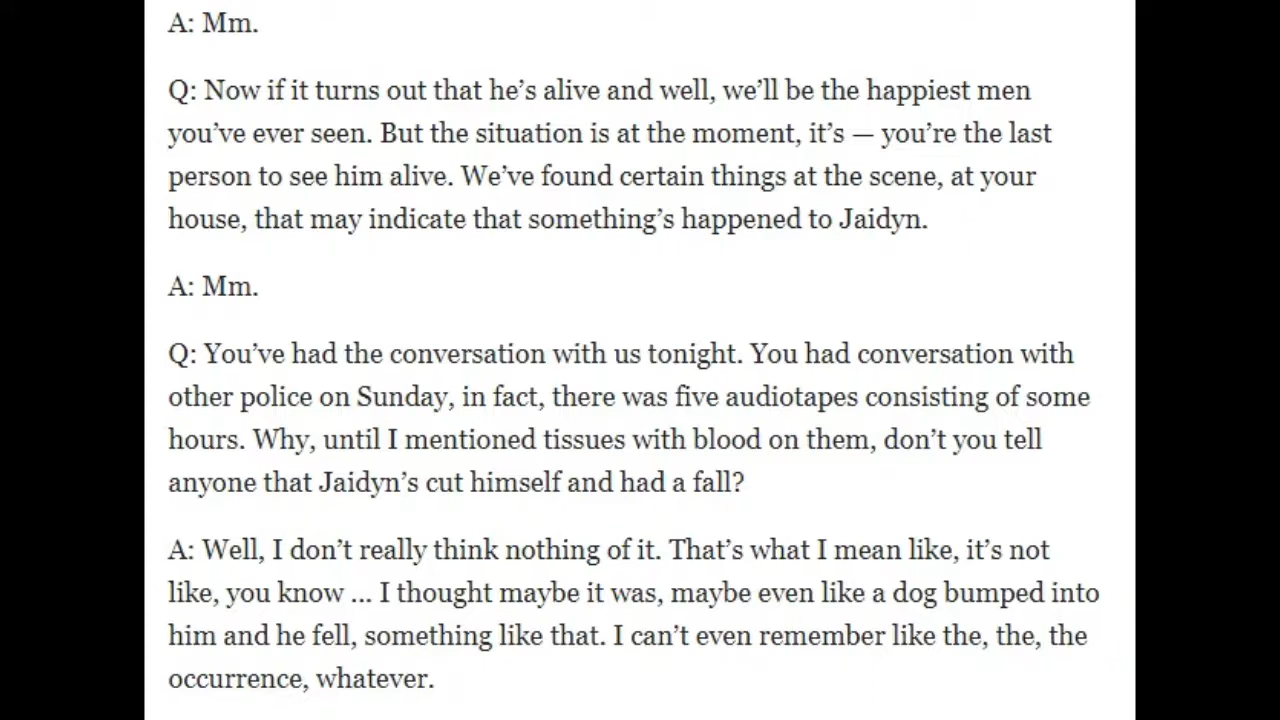 A: Mm.
Q: Now if it turns out that he’s alive and well, we’ll be the happiest men
you’ve ever seen. But the situation is at the moment, it’s — you’re the last
person to see him alive. We’ve found certain things at the scene, at your
house, that may indicate that something’s happened to Jaidyn.
A: Mm.
Q: You’ve had the conversation with us tonight. You had conversation with
other police on Sunday, in fact, there was five audiotapes consisting of some
hours. Why, until I mentioned tissues with blood on them, don’t you tell
anyone that Jaidyn’s cut himself and had a fall?
A: Well, I don’t really think nothing of it. That’s what I mean like, it’s not
like, you know ... I thought maybe it was, maybe even like a dog bumped into
him and he fell, something like that. I can’t even remember like the, the, the
occurrence, whatever.